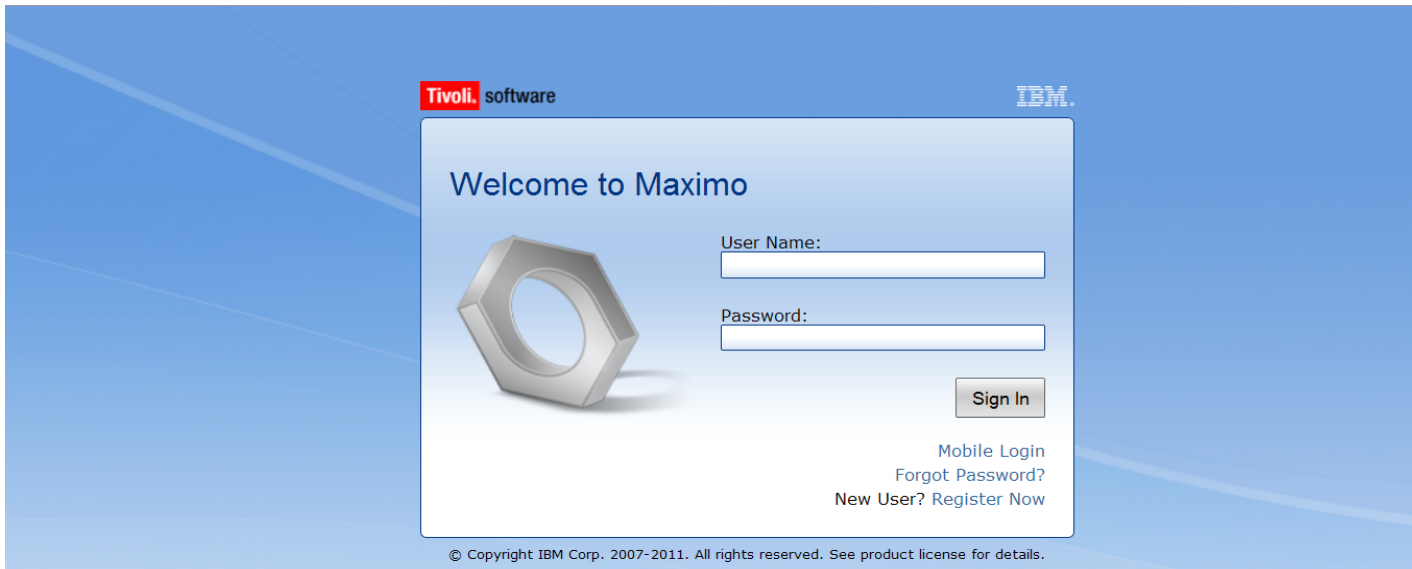 Tivoli. software IBM.
Welcome to Maximo
User Name:
Password:
Sign In
Mobile Login
Forgot Password?
New User? Register Now
© Copyright IBM Corp. 2007-2011. All rights reserved. See product license for details.